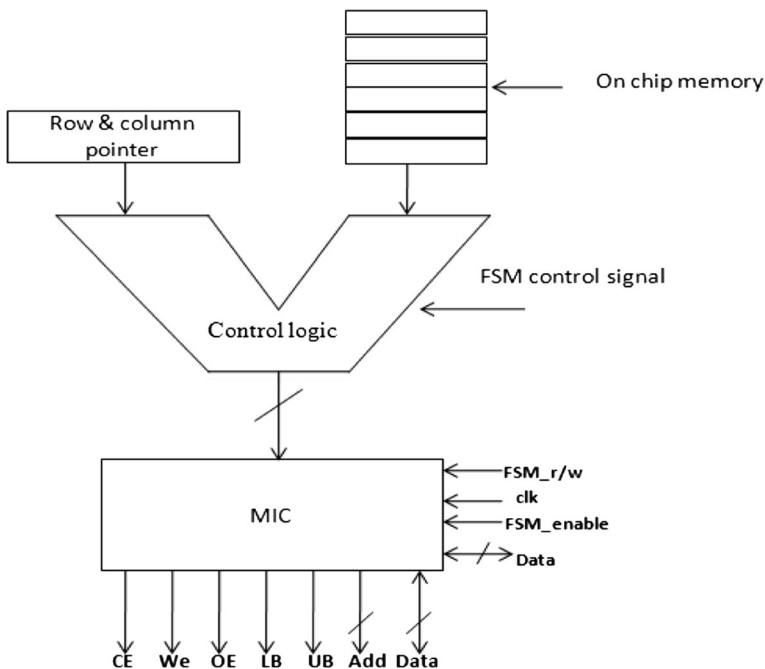 On chip memory
Row & column
pointer
FSM control signal
Control logic
FSM_r/w
clk
MIC
FSM_enable
Data
CE We OE LB UB Add Data